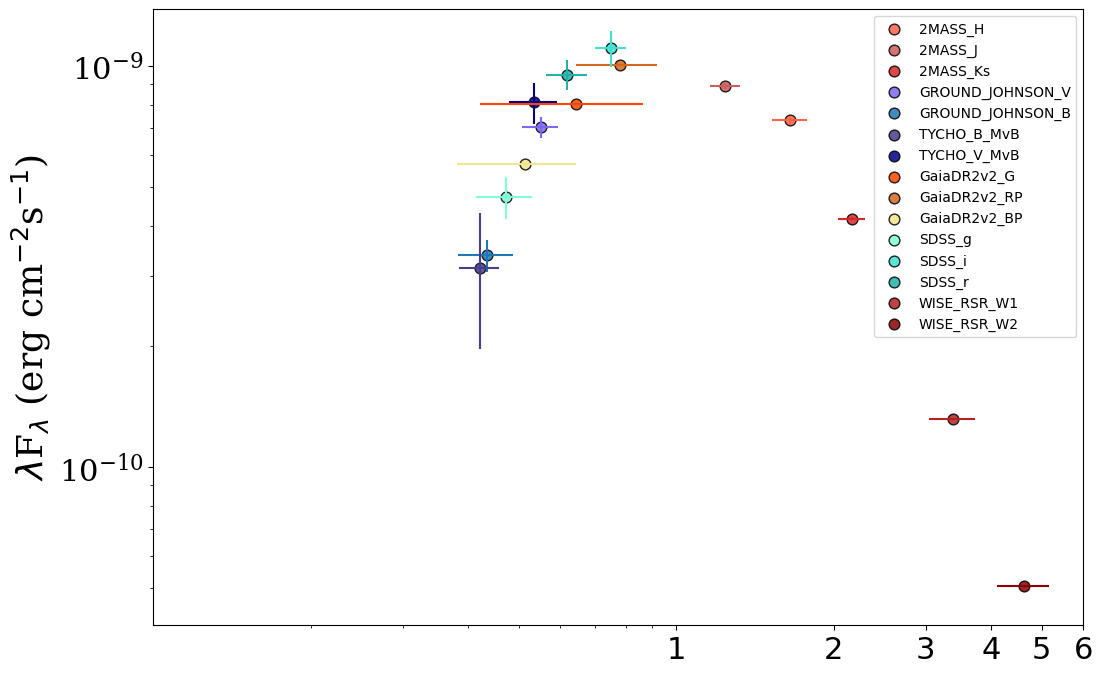 10⁻⁹
10⁻¹⁰
λF_λ (erg cm⁻²s⁻¹)
2MASS_H
2MASS_J
2MASS_Ks
GROUND_JOHNSON_V
GROUND_JOHNSON_B
TYCHO_B_MvB
TYCHO_V_MvB
GaiaDR2v2_G
GaiaDR2v2_RP
GaiaDR2v2_BP
SDSS_g
SDSS_i
SDSS_r
WISE_RSR_W1
WISE_RSR_W2
1 2 3 4 5 6